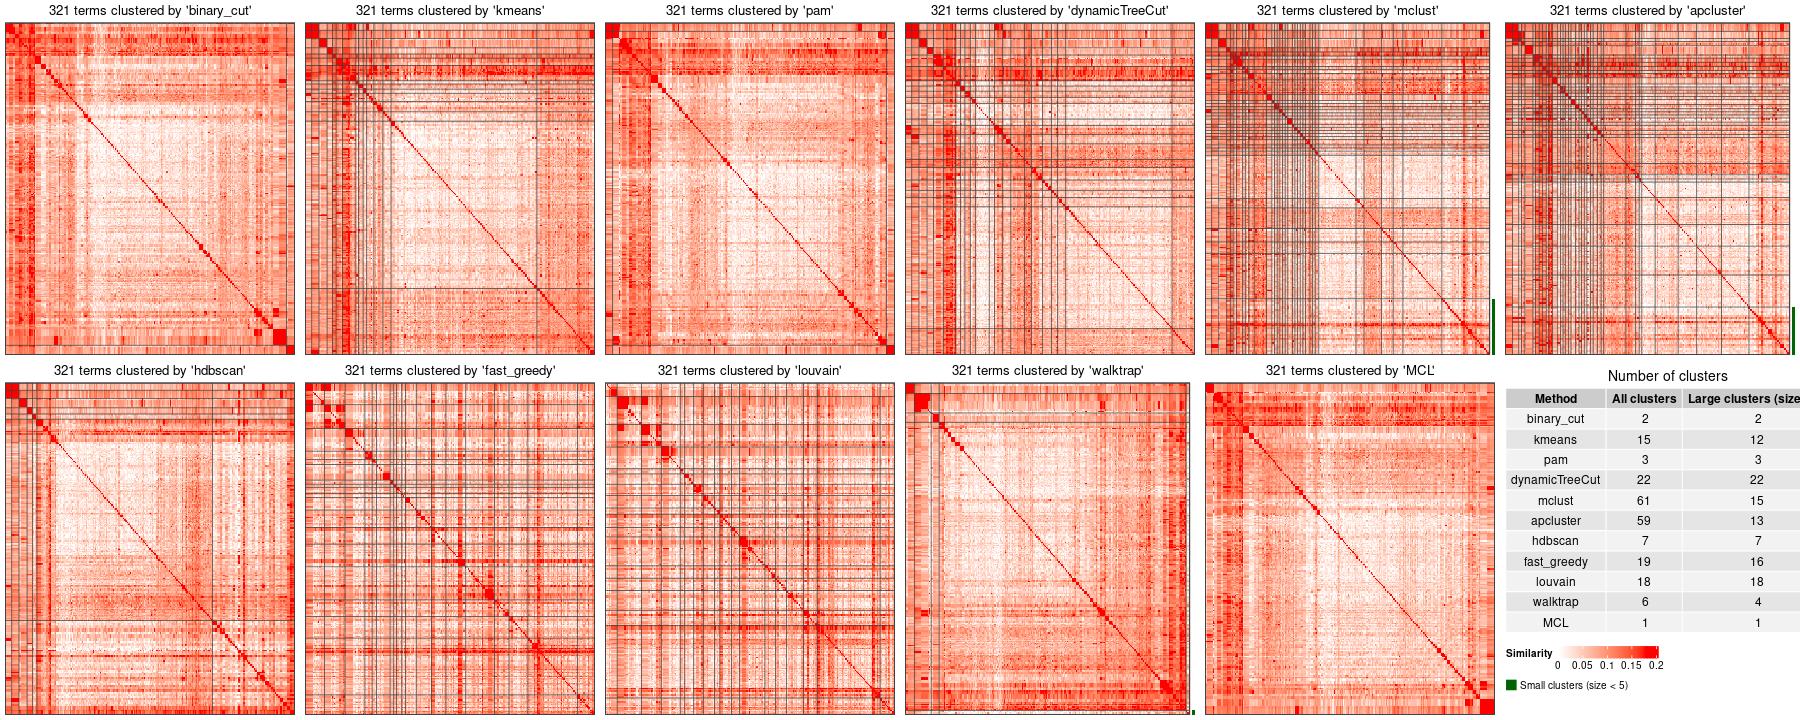 321 terms clustered by 'binary_cut'
321 terms clustered by 'kmeans'
321 terms clustered by 'pam'
321 terms clustered by 'dynamicTreeCut'
321 terms clustered by 'mclust'
321 terms clustered by 'apcluster'
321 terms clustered by 'hdbscan'
321 terms clustered by 'fast_greedy'
321 terms clustered by 'louvain'
321 terms clustered by 'walktrap'
321 terms clustered by 'MCL'
Number of clusters
Method All clusters Large clusters (size
binary_cut 2 2
kmeans 15 12
pam 3 3
dynamicTreeCut 22 22
mclust 61 15
apcluster 59 13
hdbscan 7 7
fast_greedy 19 16
louvain 18 18
walktrap 6 4
MCL 1 1
Similarity
0 0.05 0.1 0.15 0.2
Small clusters (size < 5)